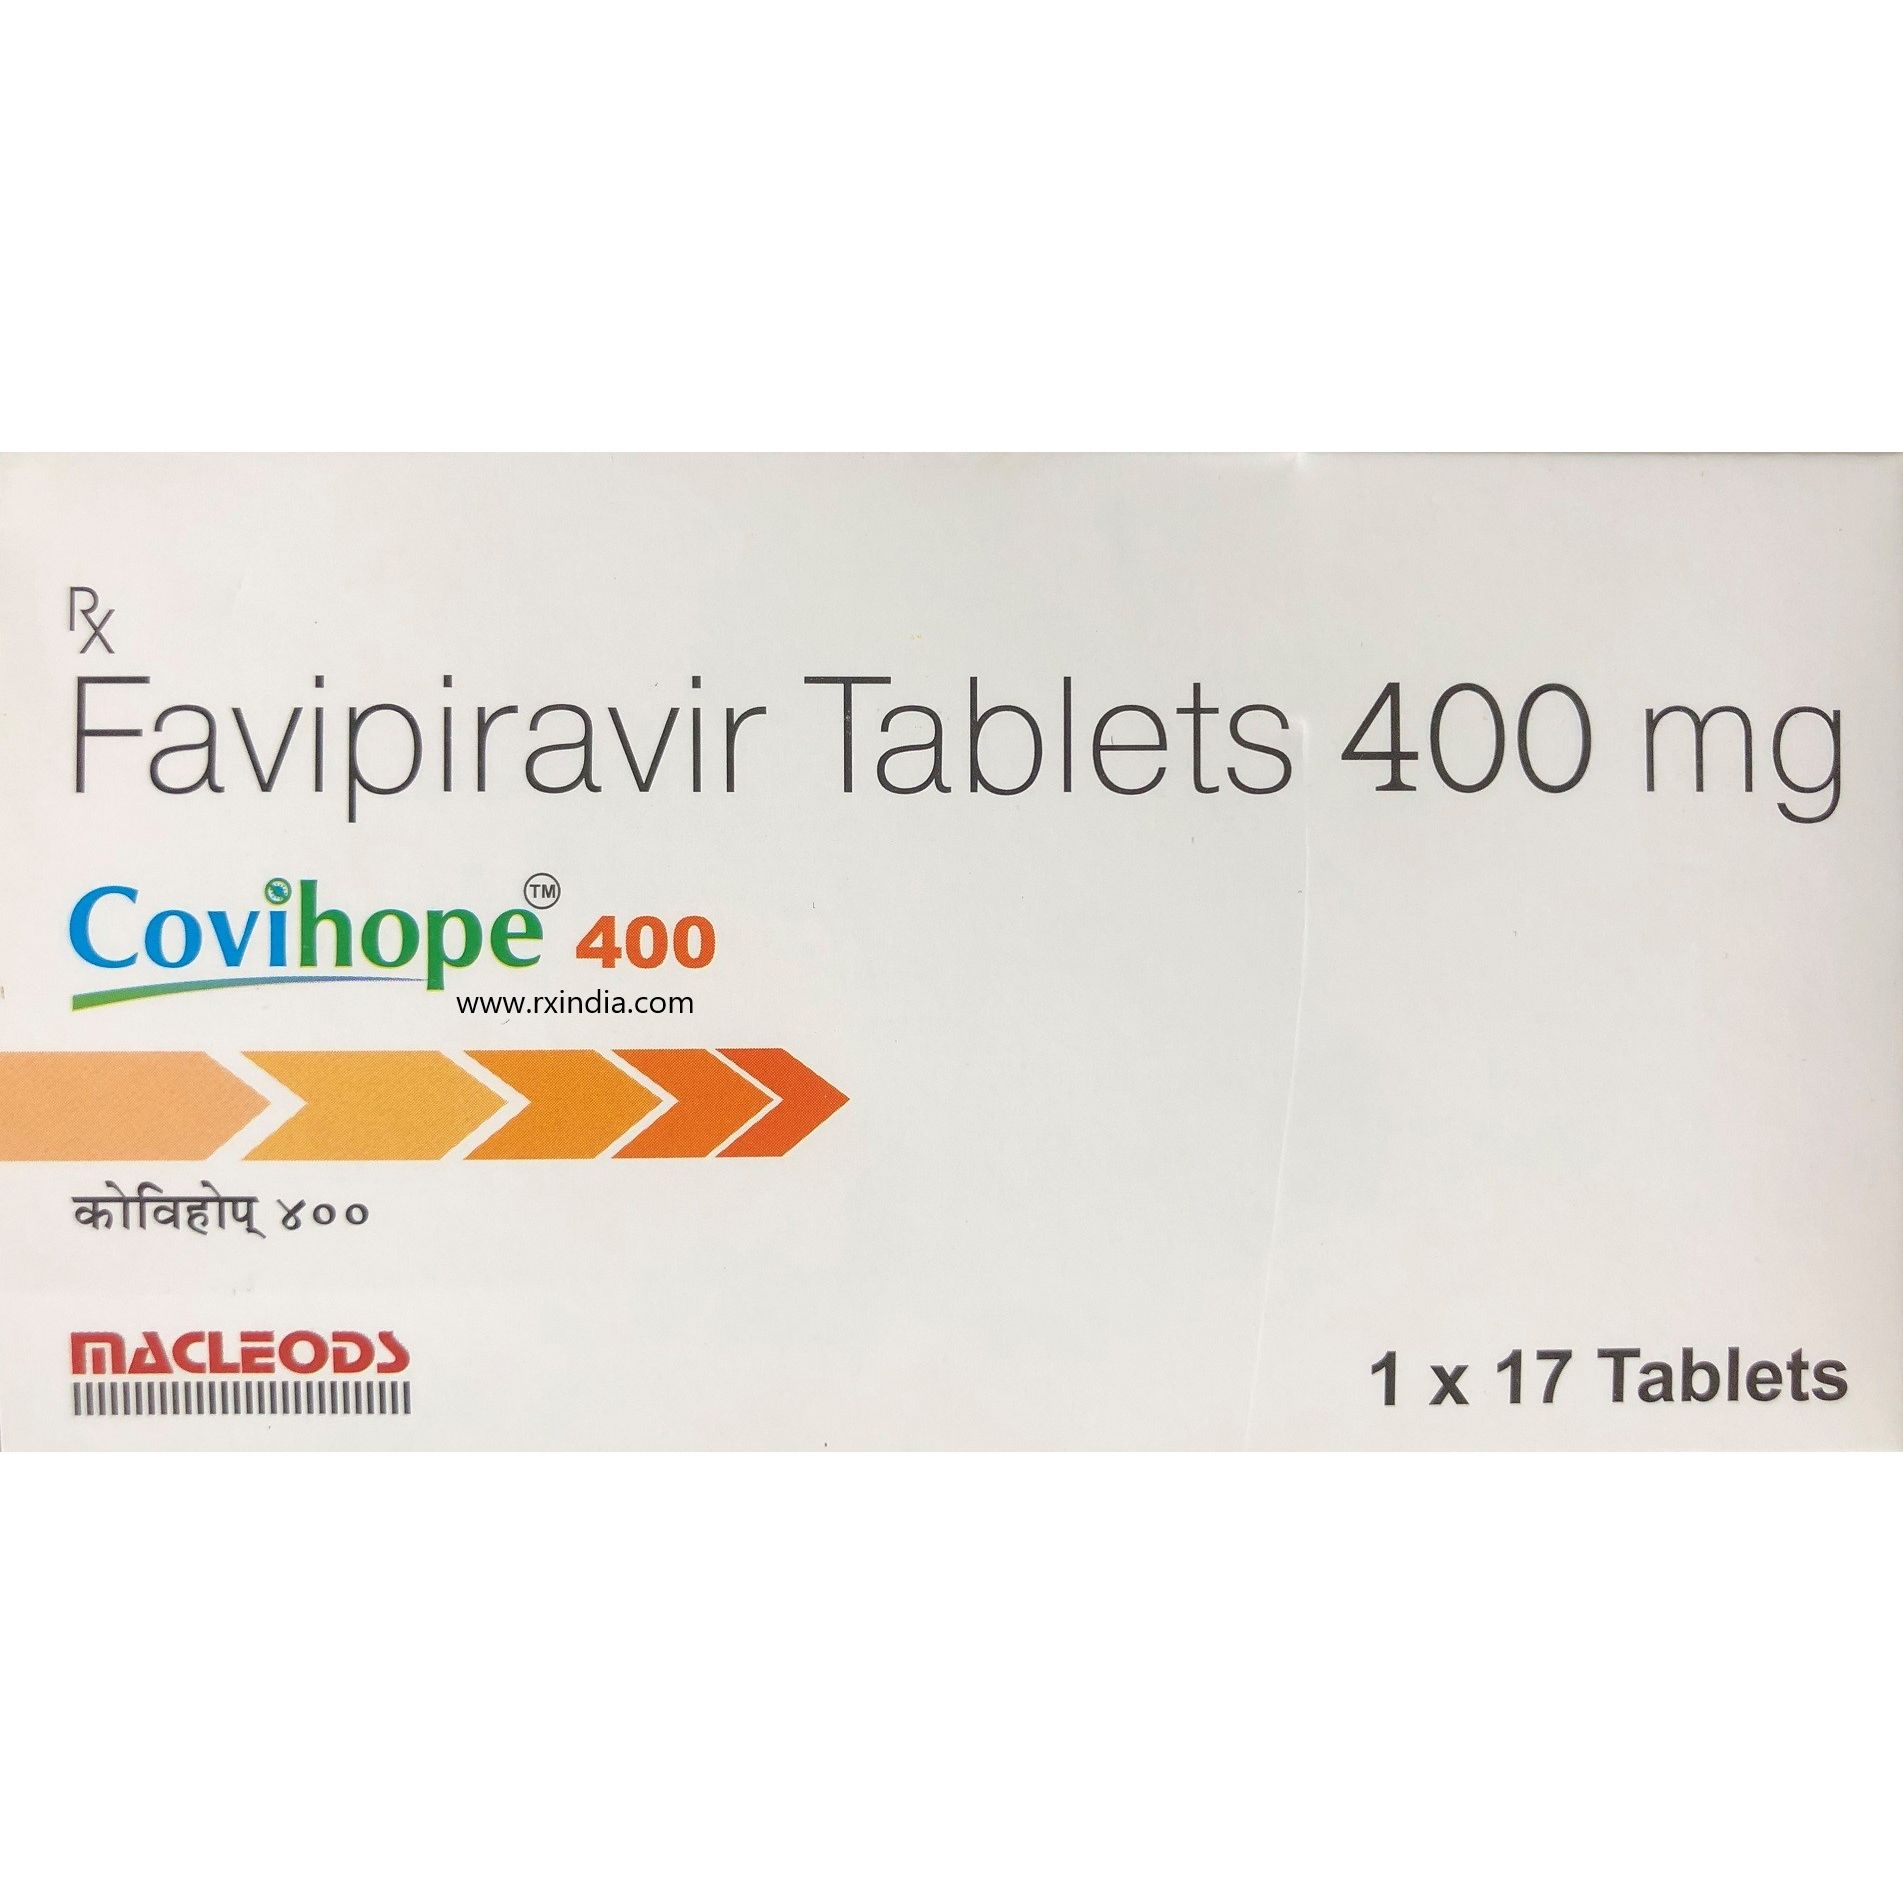 Rx
Favipiravir Tablets 400 mg
Covihope™ 400
www.rxindia.com
कोविहोप् ४००
MACLEODS
1 x 17 Tablets